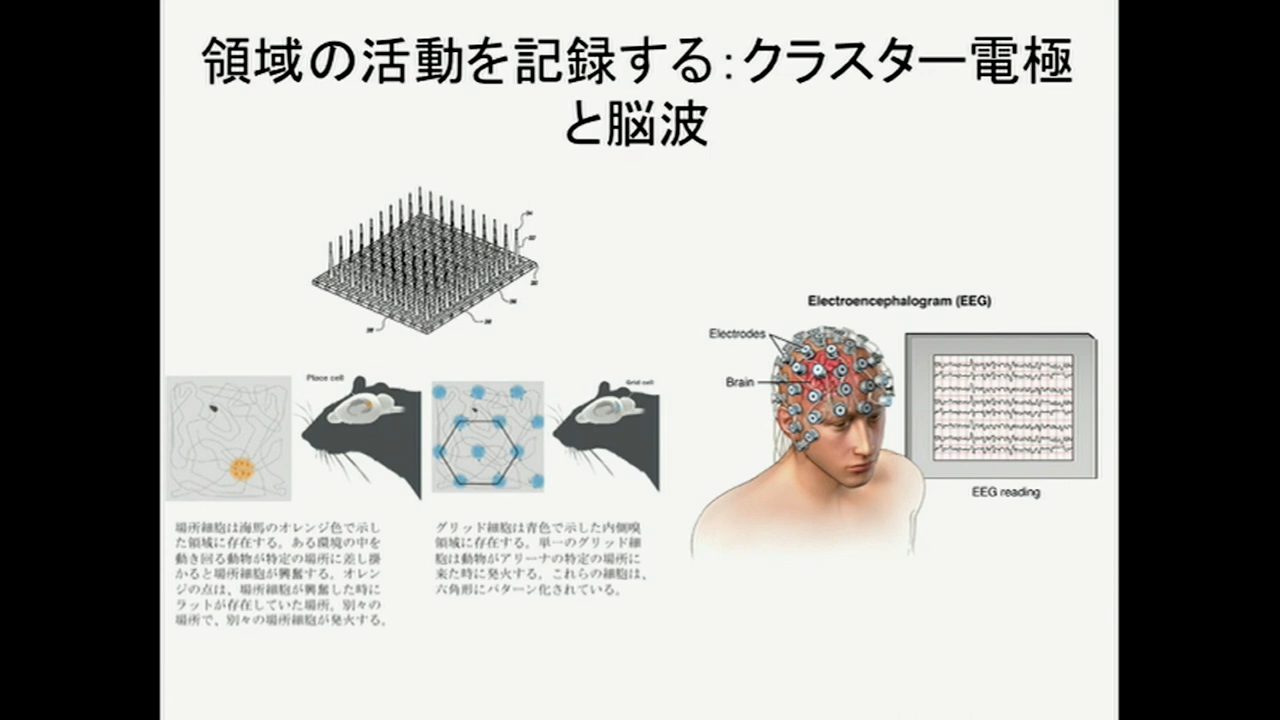 領域の活動を記録する：クラスター電極
と脳波
Electroencephalogram (EEG)
Electrodes
Brain
EEG reading
Place cell
Grid cell
場所細胞は海馬のオレンジ色で示し
た領域に存在する。ある環境の中を
動き回る動物が特定の場所に差し掛
かると場所細胞が興奮する。オレン
ジの点は、場所細胞が興奮した時に
ラットが存在していた場所。別々の
場所で、別々の場所細胞が発火する。
グリッド細胞は青色で示した内側嗅
領域に存在する。単一のグリッド細
胞は動物がアリーナの特定の場所に
来た時に発火する。これらの細胞は、
六角形にパターン化されている。